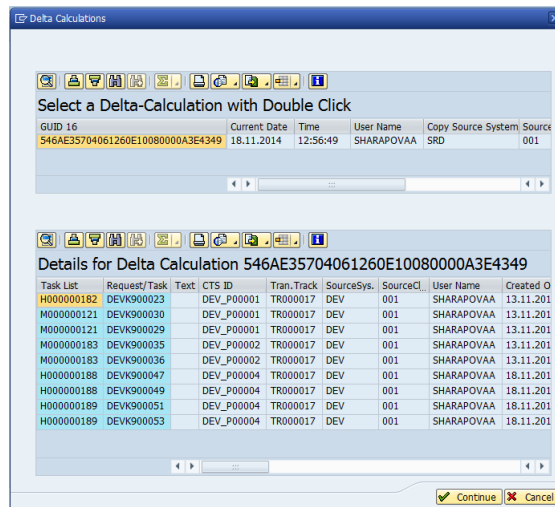 Delta Calculations
Select a Delta-Calculation with Double Click
GUID 16 Current Date Time User Name Copy Source System Source
546AE35704061260E10080000A3E4349 18.11.2014 12:56:49 SHARAPOVAA SRD 001
Details for Delta Calculation 546AE35704061260E10080000A3E4349
Task List Request/Task Text CTS ID Tran.Track SourceSys. SourceCl.. User Name Created O
H000000182 DEVK900023 DEV_P00001 TR000017 DEV 001 SHARAPOVAA 13.11.201
M000000121 DEVK900030 DEV_P00001 TR000017 DEV 001 SHARAPOVAA 13.11.201
M000000121 DEVK900029 DEV_P00001 TR000017 DEV 001 SHARAPOVAA 13.11.201
M000000183 DEVK900035 DEV_P00002 TR000017 DEV 001 SHARAPOVAA 13.11.201
M000000183 DEVK900036 DEV_P00002 TR000017 DEV 001 SHARAPOVAA 13.11.201
H000000188 DEVK900047 DEV_P00004 TR000017 DEV 001 SHARAPOVAA 18.11.201
H000000188 DEVK900049 DEV_P00004 TR000017 DEV 001 SHARAPOVAA 18.11.201
H000000189 DEVK900051 DEV_P00004 TR000017 DEV 001 SHARAPOVAA 18.11.201
H000000189 DEVK900053 DEV_P00004 TR000017 DEV 001 SHARAPOVAA 18.11.201
Continue Cancel